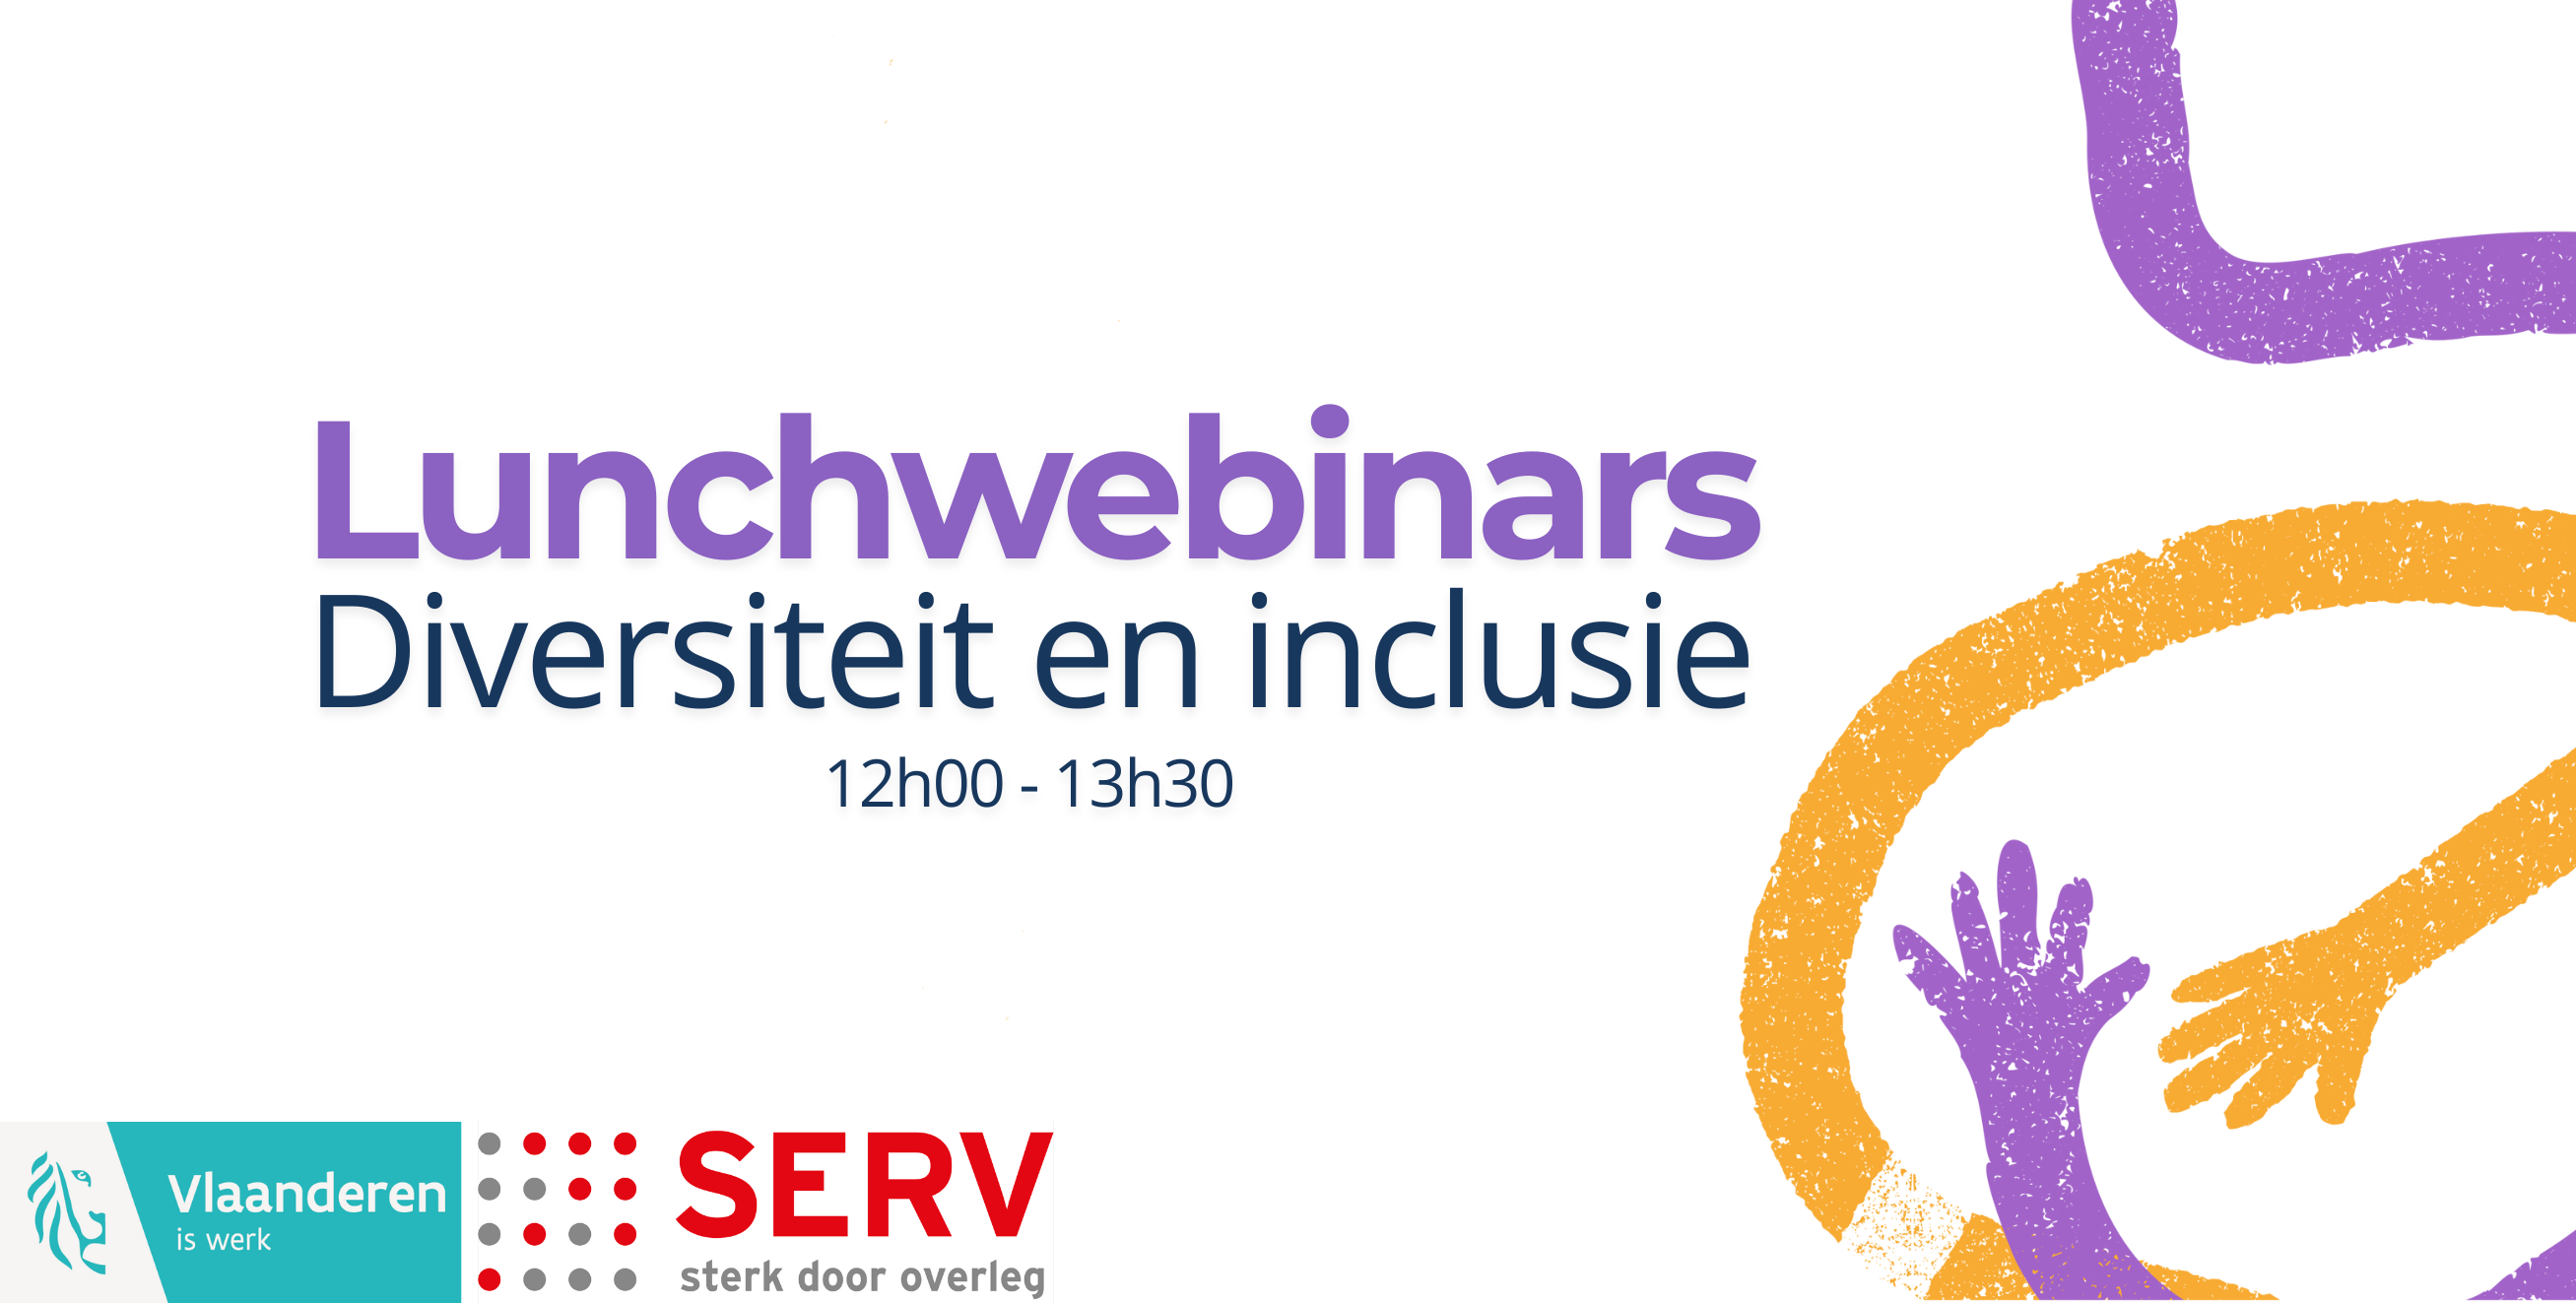 Lunchwebinars
Diversiteit en inclusie
12h00 - 13h30
Vlaanderen
is werk
SERV
sterk door overleg